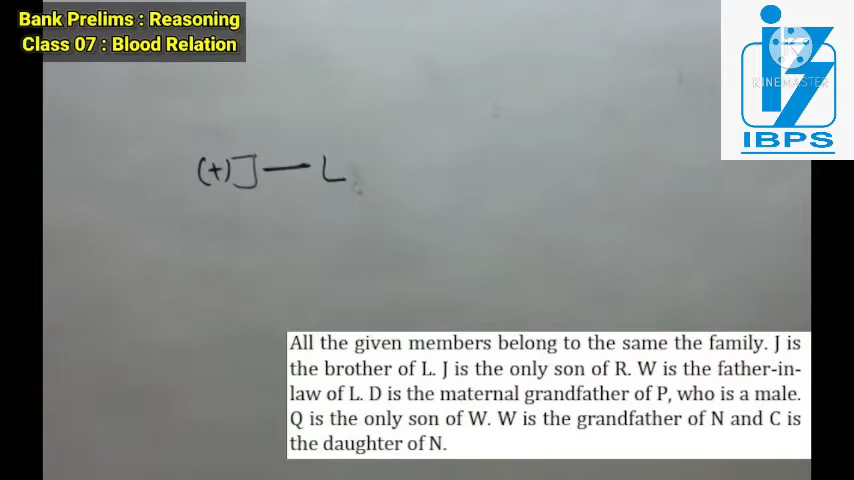 Bank Prelims : Reasoning
Class 07 : Blood Relation
KINEMASTER
IBPS
(+)J — L
All the given members belong to the same the family. J is
the brother of L. J is the only son of R. W is the father-in-
law of L. D is the maternal grandfather of P, who is a male.
Q is the only son of W. W is the grandfather of N and C is
the daughter of N.